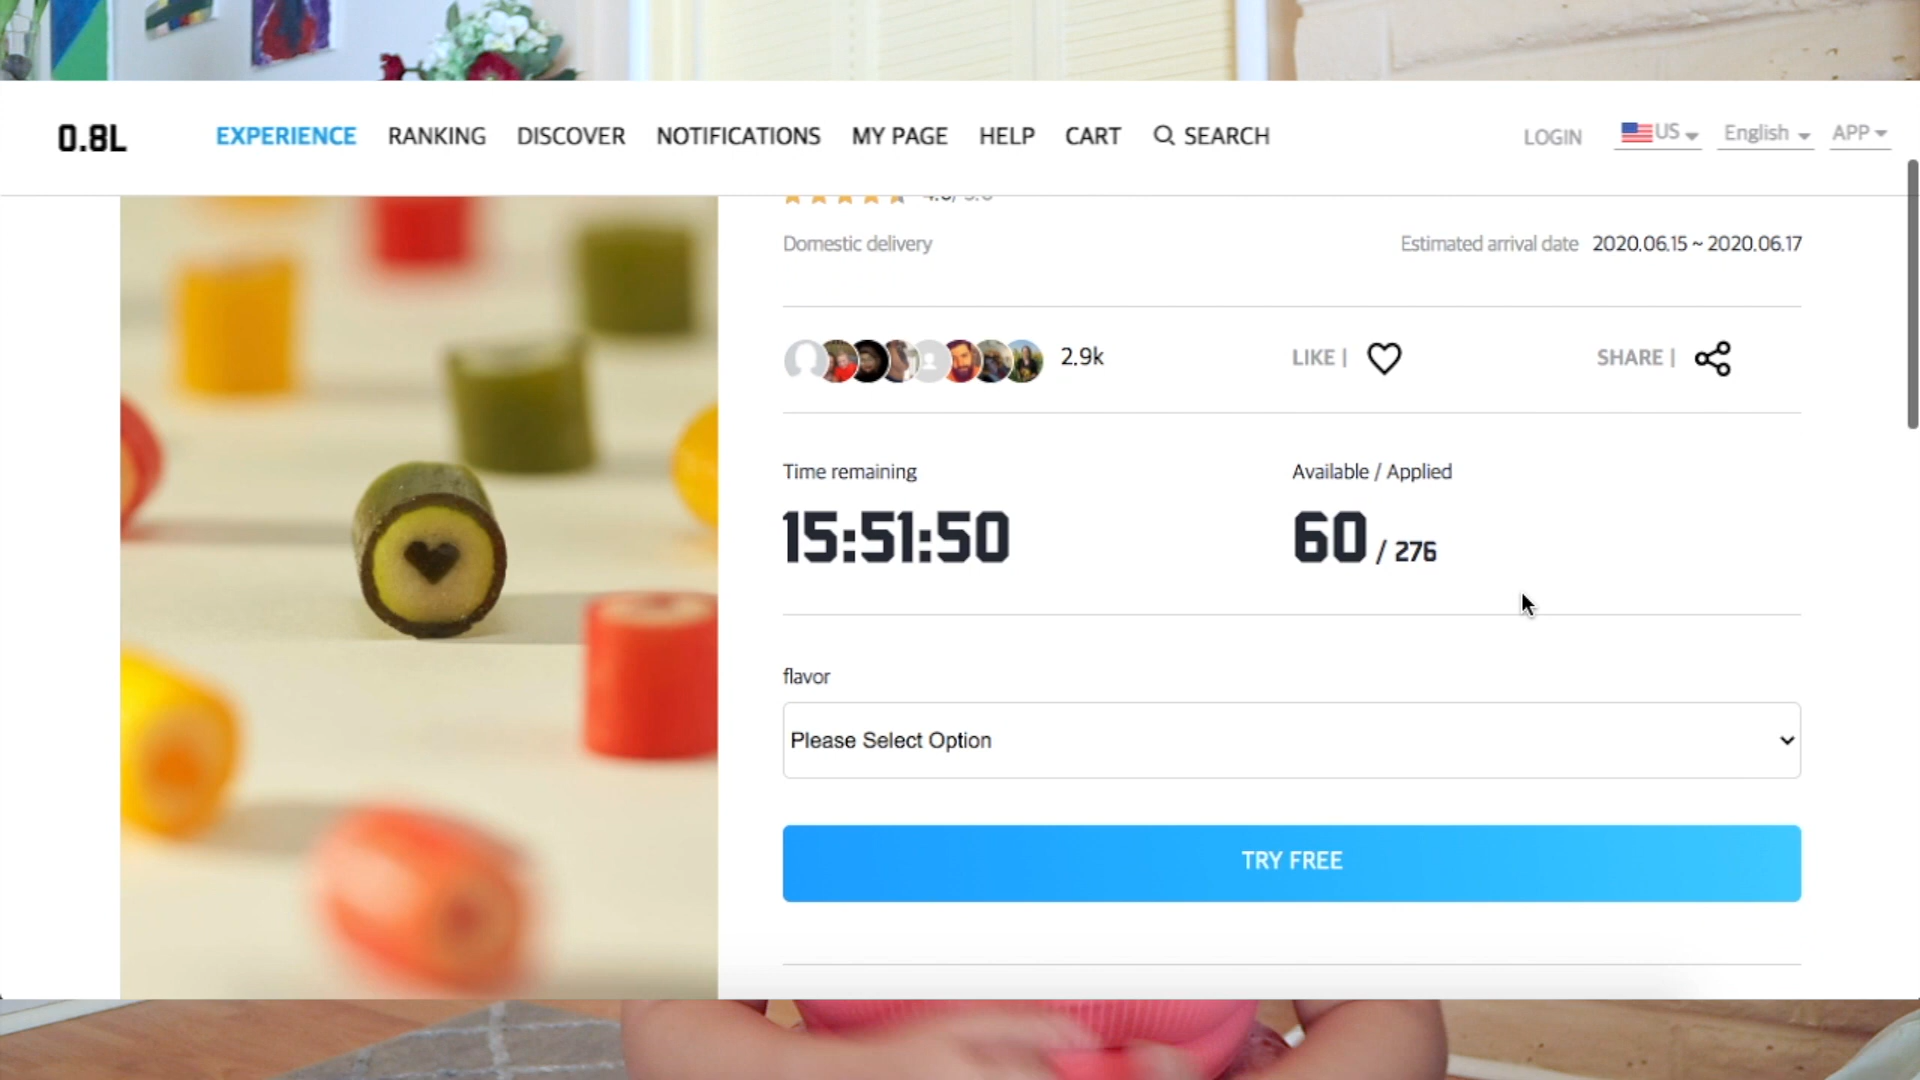 0.8L EXPERIENCE RANKING DISCOVER NOTIFICATIONS MY PAGE HELP CART SEARCH LOGIN US English APP
Domestic delivery Estimated arrival date 2020.06.15 ~ 2020.06.17
2.9k LIKE | SHARE |
Time remaining Available / Applied
15:51:50 60 / 276
flavor
Please Select Option
TRY FREE